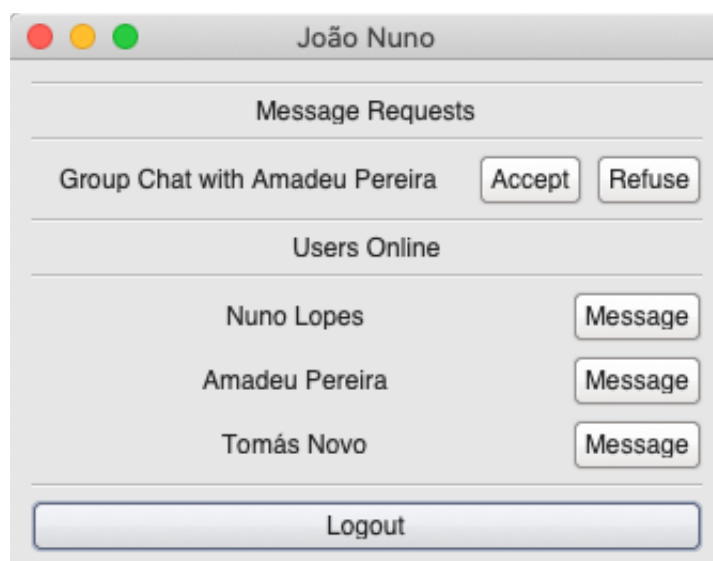 João Nuno
Message Requests
Group Chat with Amadeu Pereira Accept Refuse
Users Online
Nuno Lopes Message
Amadeu Pereira Message
Tomás Novo Message
Logout